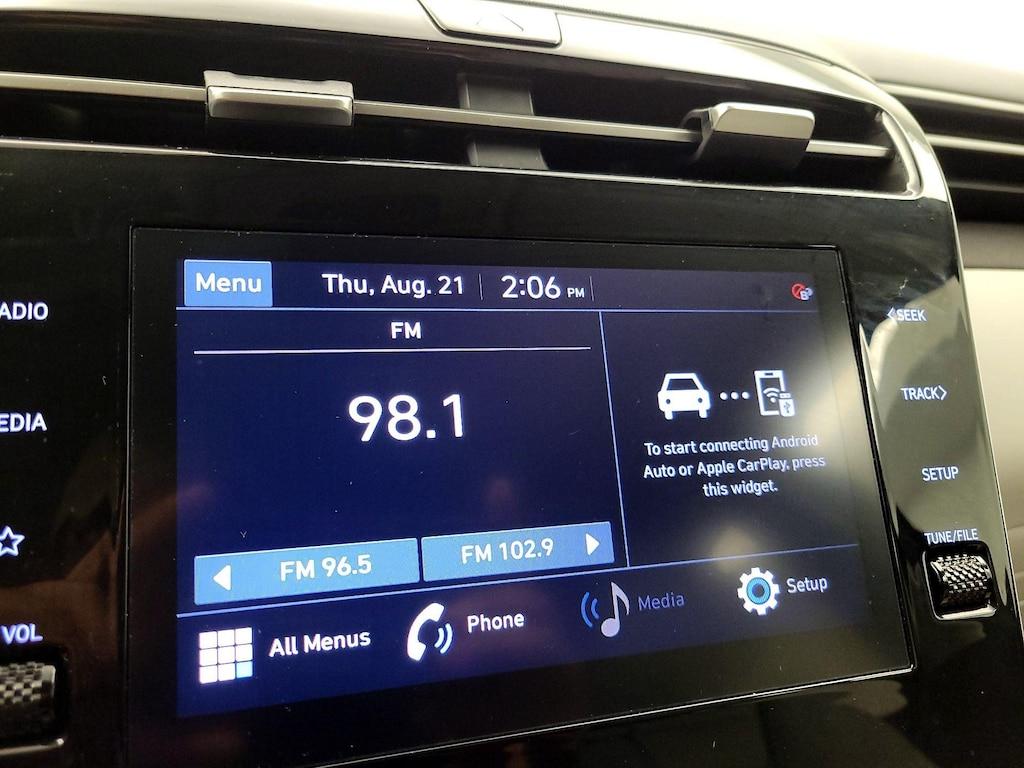 Menu
Thu, Aug. 21
2:06 PM
FM
98.1
To start connecting Android
Auto or Apple CarPlay, press
this widget.
FM 96.5
FM 102.9
All Menus
Phone
Media
Setup
ADIO
EDIA
VOL
<SEEK
TRACK>
SETUP
TUNE/FILE